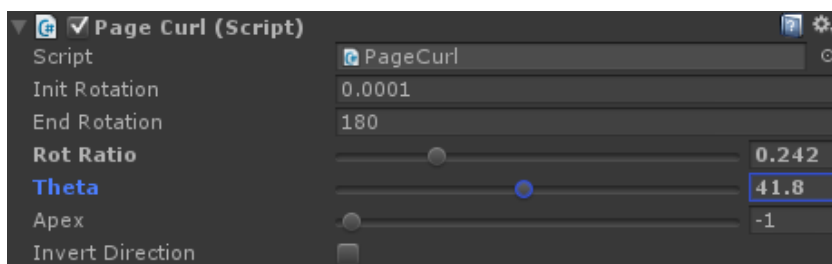 Page Curl (Script)
Script PageCurl
Init Rotation 0.0001
End Rotation 180
Rot Ratio 0.242
Theta 41.8
Apex -1
Invert Direction